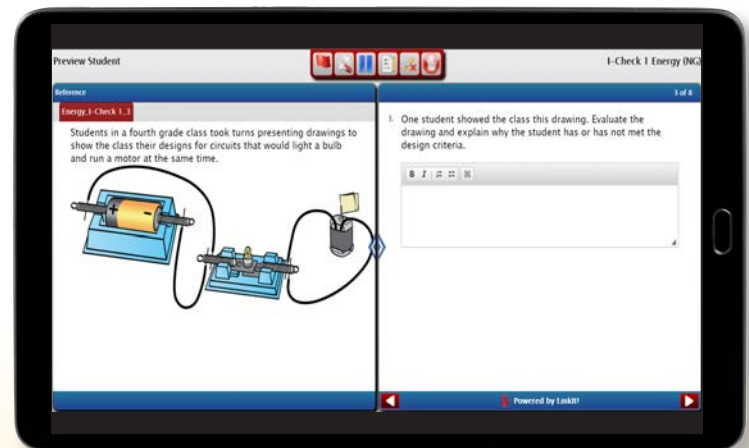 Preview Student
I-Check 1 Energy (NG)
Reference
3 of 8
Energy_I-Check 1_3
Students in a fourth grade class took turns presenting drawings to
show the class their designs for circuits that would light a bulb
and run a motor at the same time.
+ -
3. One student showed the class this drawing. Evaluate the
drawing and explain why the student has or has not met the
design criteria.
B I
Powered by LinkIt!